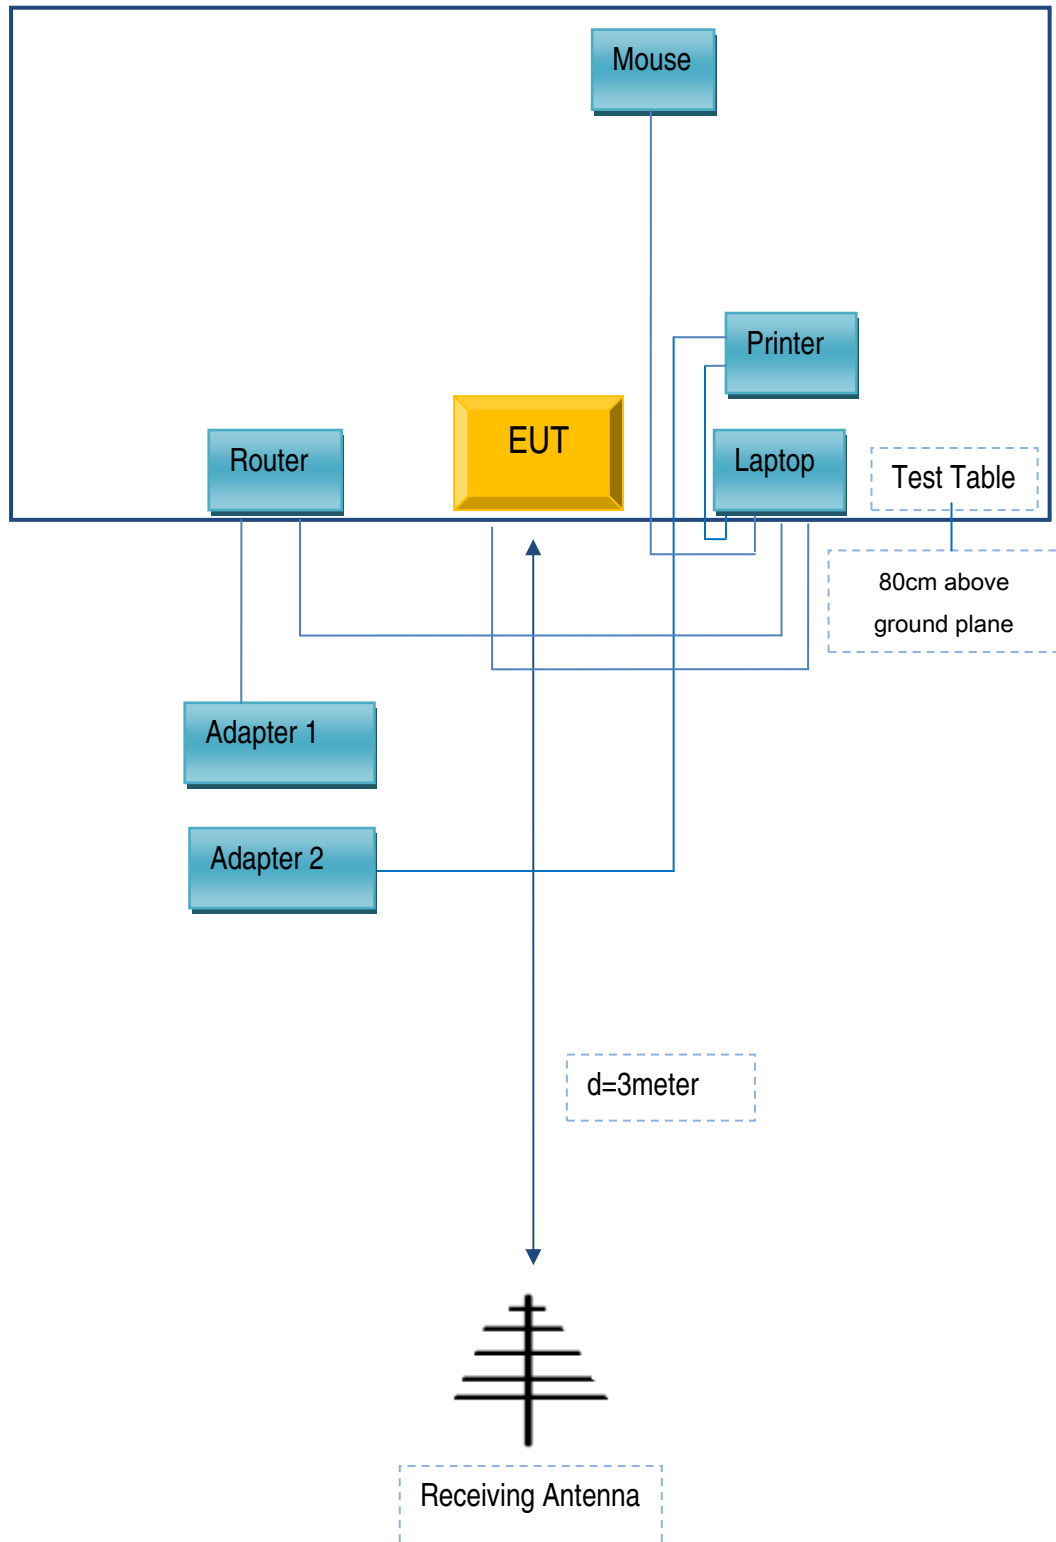 Mouse
Printer
EUT
Router
Laptop
Test Table
80cm above
ground plane
Adapter 1
Adapter 2
d=3meter
Receiving Antenna